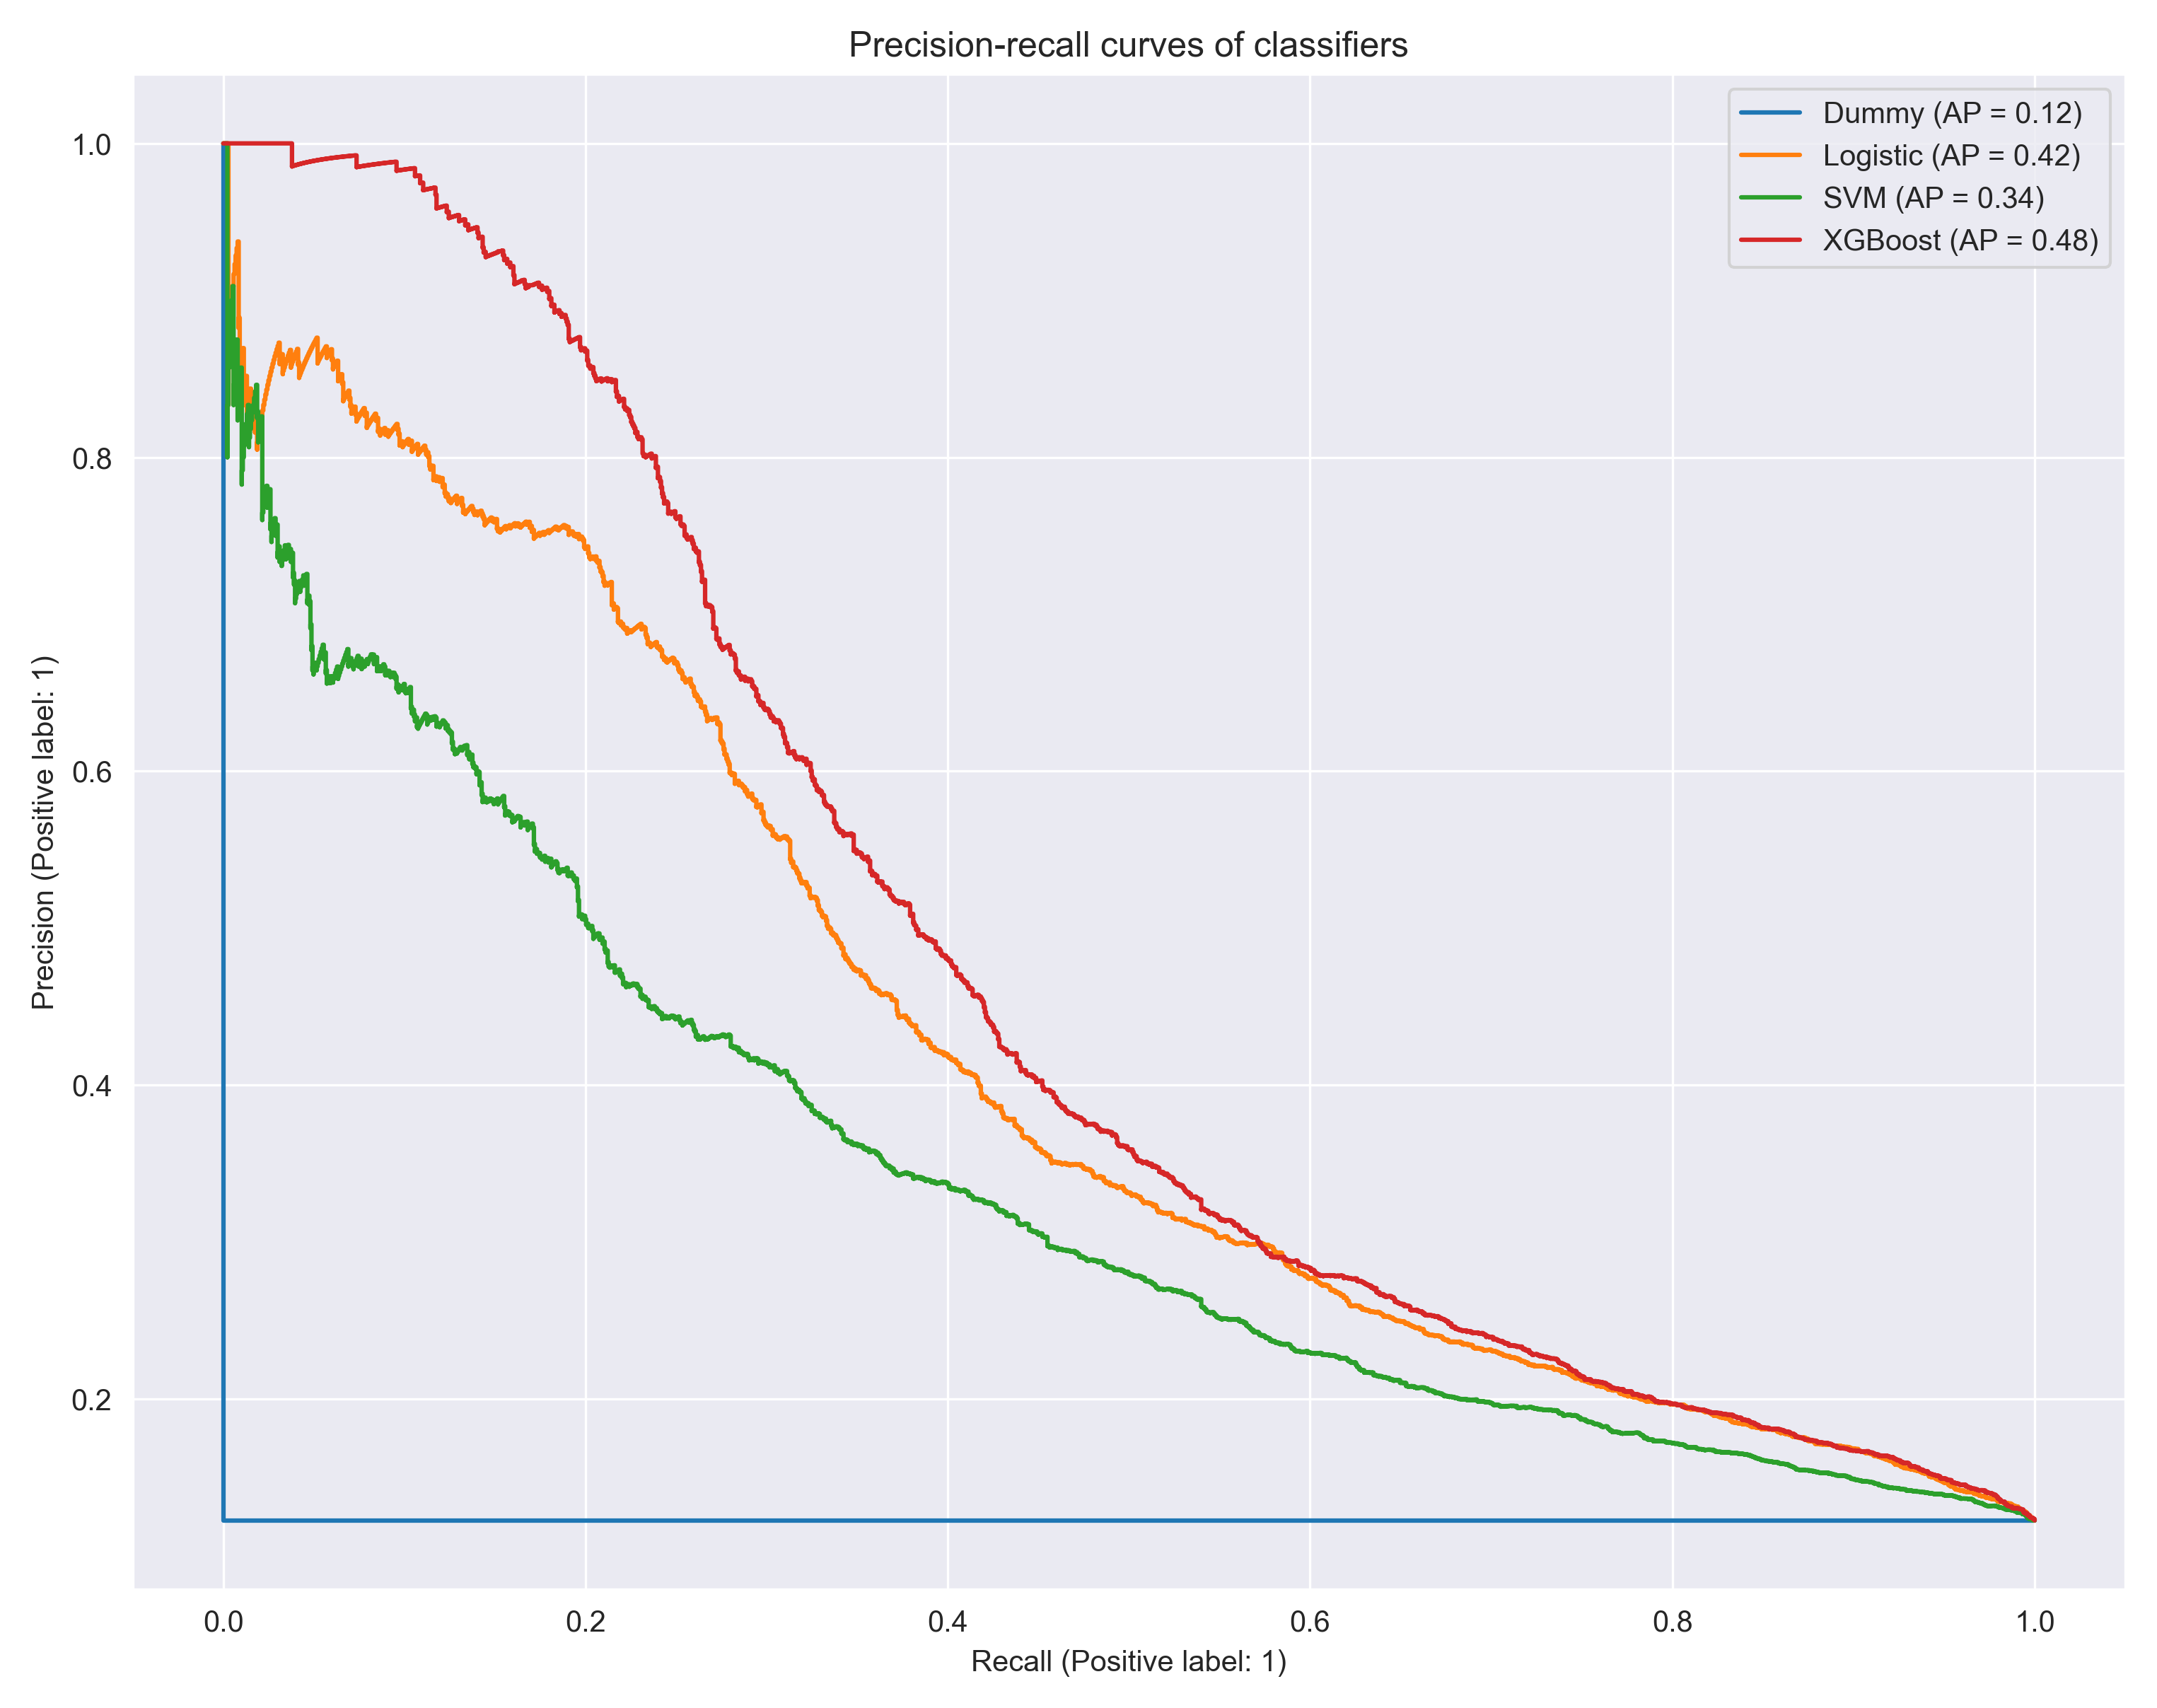 Precision-recall curves of classifiers
Dummy (AP = 0.12)
Logistic (AP = 0.42)
SVM (AP = 0.34)
XGBoost (AP = 0.48)
Precision (Positive label: 1)
1.0
0.8
0.6
0.4
0.2
0.0
0.2
0.4
0.6
0.8
1.0
Recall (Positive label: 1)